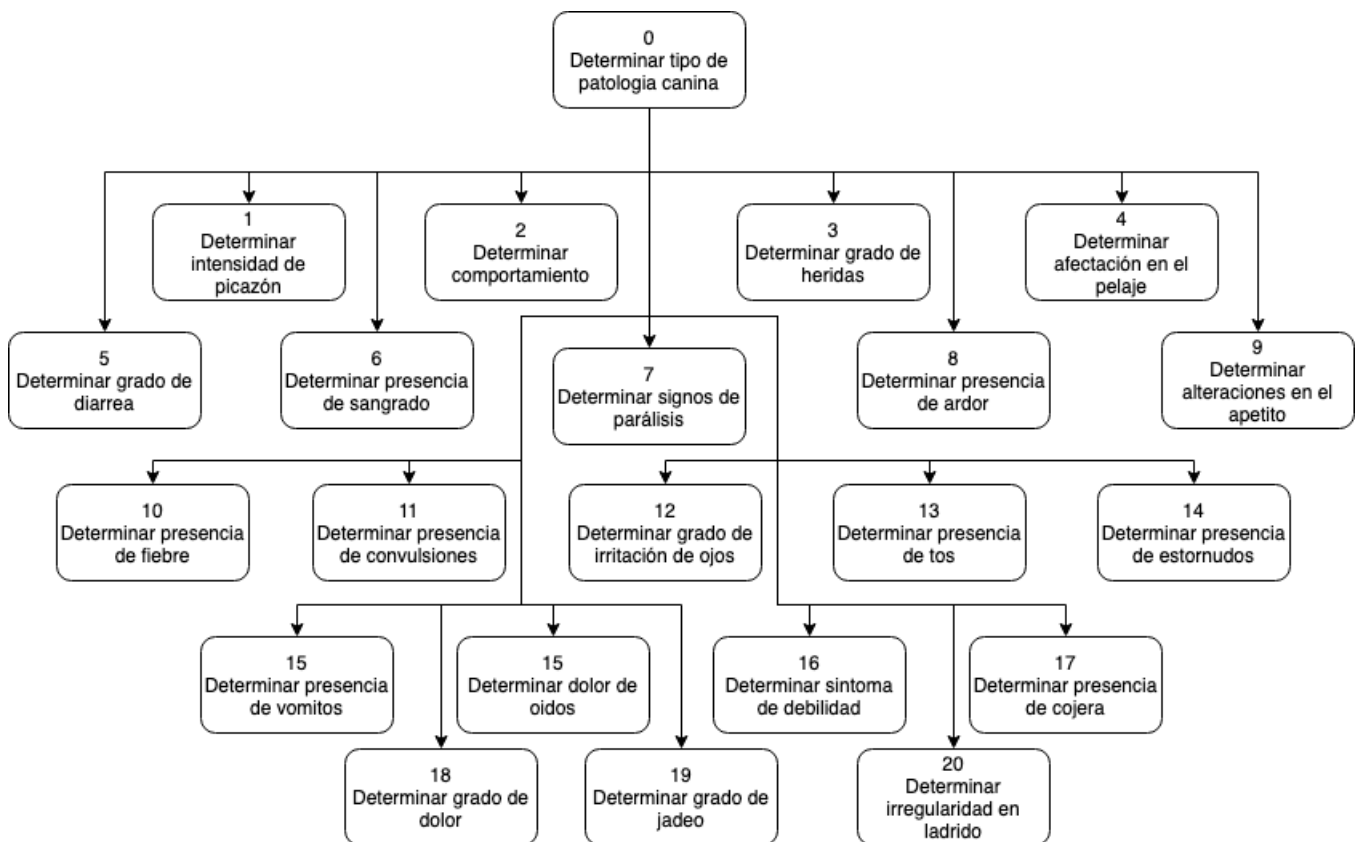 0
Determinar tipo de
patologia canina
1
Determinar
intensidad de
picazón
2
Determinar
comportamiento
3
Determinar grado de
heridas
4
Determinar
afectación en el
pelaje
5
Determinar grado de
diarrea
6
Determinar presencia
de sangrado
7
Determinar signos de
parálisis
8
Determinar presencia
de ardor
9
Determinar
alteraciones en el
apetito
10
Determinar presencia
de fiebre
11
Determinar presencia
de convulsiones
12
Determinar grado de
irritación de ojos
13
Determinar presencia
de tos
14
Determinar presencia
de estornudos
15
Determinar presencia
de vomitos
15
Determinar dolor de
oidos
16
Determinar sintoma
de debilidad
17
Determinar presencia
de cojera
18
Determinar grado de
dolor
19
Determinar grado de
jadeo
20
Determinar
irregularidad en
ladrido